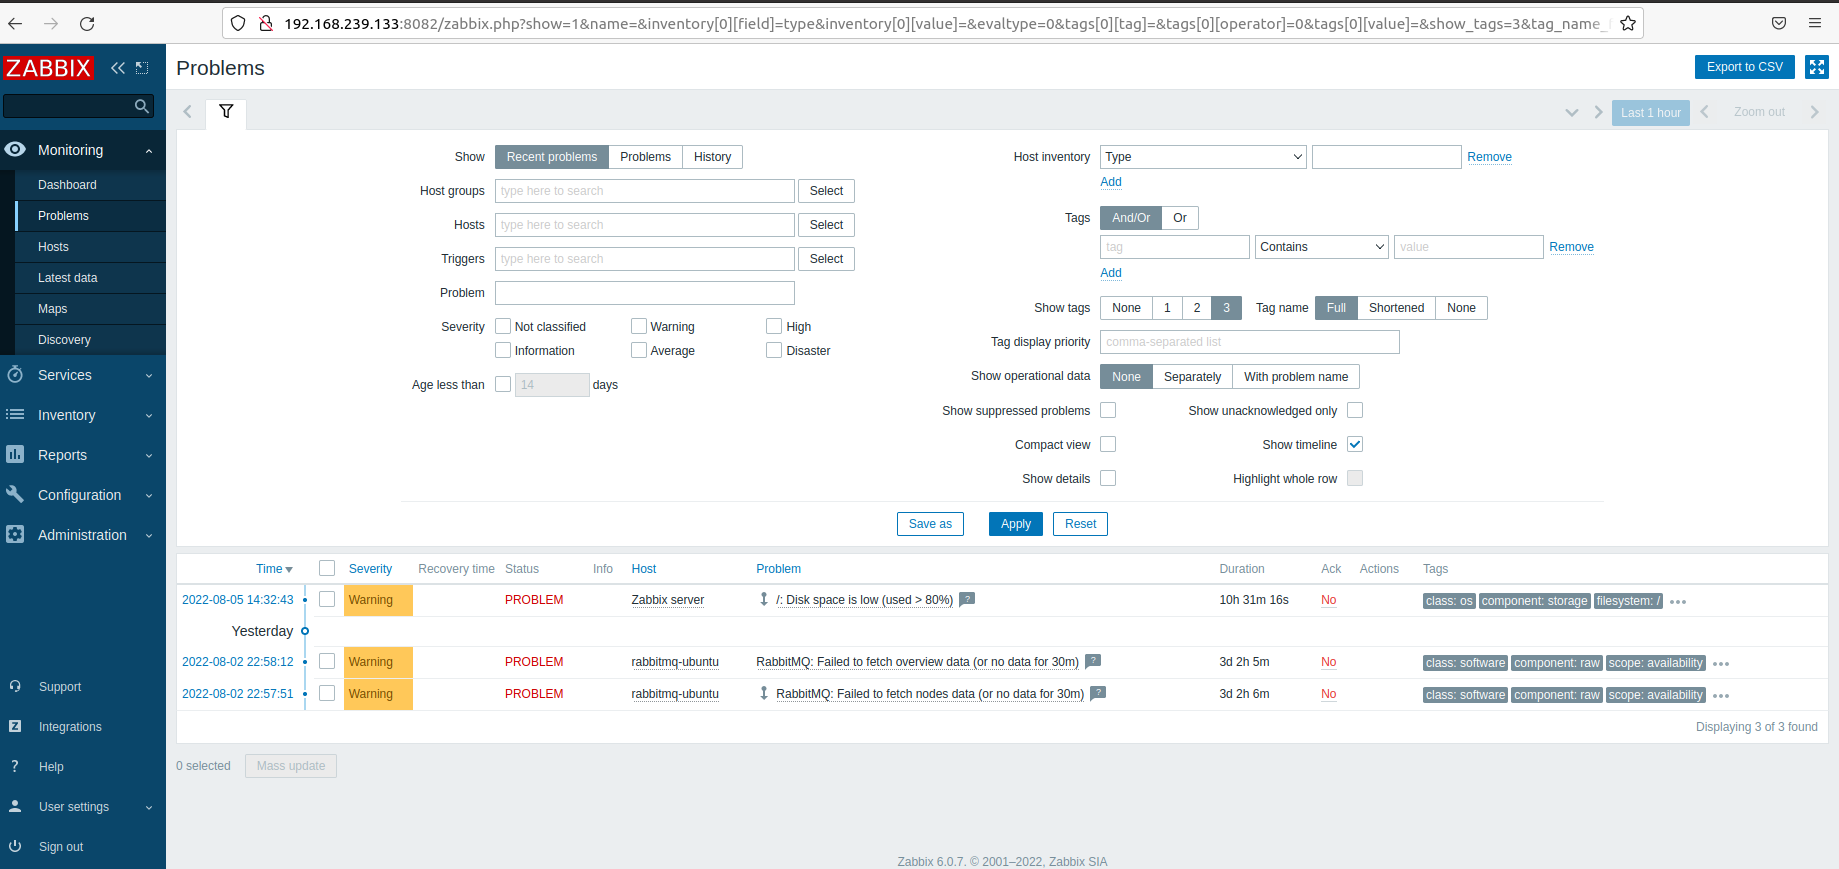 192.168.239.133:8082/zabbix.php?show=1&name=&inventory[0][field]=type&inventory[0][value]=&evaltype=0&tags[0][tag]=&tags[0][operator]=0&tags[0][value]=&show_tags=3&tag_name_
ZABBIX
Problems
Export to CSV
Last 1 hour
Zoom out
Monitoring
Dashboard
Problems
Hosts
Latest data
Maps
Discovery
Services
Inventory
Reports
Configuration
Administration
Support
Integrations
Help
User settings
Sign out
Show Recent problems Problems History
Host groups type here to search Select
Hosts type here to search Select
Triggers type here to search Select
Problem
Severity Not classified Warning High
Information Average Disaster
Age less than 14 days
Host inventory Type Remove
Add
Tags And/Or Or
tag Contains value Remove
Add
Show tags None 1 2 3 Tag name Full Shortened None
Tag display priority comma-separated list
Show operational data None Separately With problem name
Show suppressed problems Show unacknowledged only
Compact view Show timeline
Show details Highlight whole row
Save as Apply Reset
Time Severity Recovery time Status Info Host Problem Duration Ack Actions Tags
2022-08-05 14:32:43 Warning PROBLEM Zabbix server /: Disk space is low (used > 80%) ? 10h 31m 16s No class: os component: storage filesystem: / •••
Yesterday
2022-08-02 22:58:12 Warning PROBLEM rabbitmq-ubuntu RabbitMQ: Failed to fetch overview data (or no data for 30m) ? 3d 2h 5m No class: software component: raw scope: availability •••
2022-08-02 22:57:51 Warning PROBLEM rabbitmq-ubuntu RabbitMQ: Failed to fetch nodes data (or no data for 30m) ? 3d 2h 6m No class: software component: raw scope: availability •••
Displaying 3 of 3 found
0 selected Mass update
Zabbix 6.0.7. © 2001–2022, Zabbix SIA